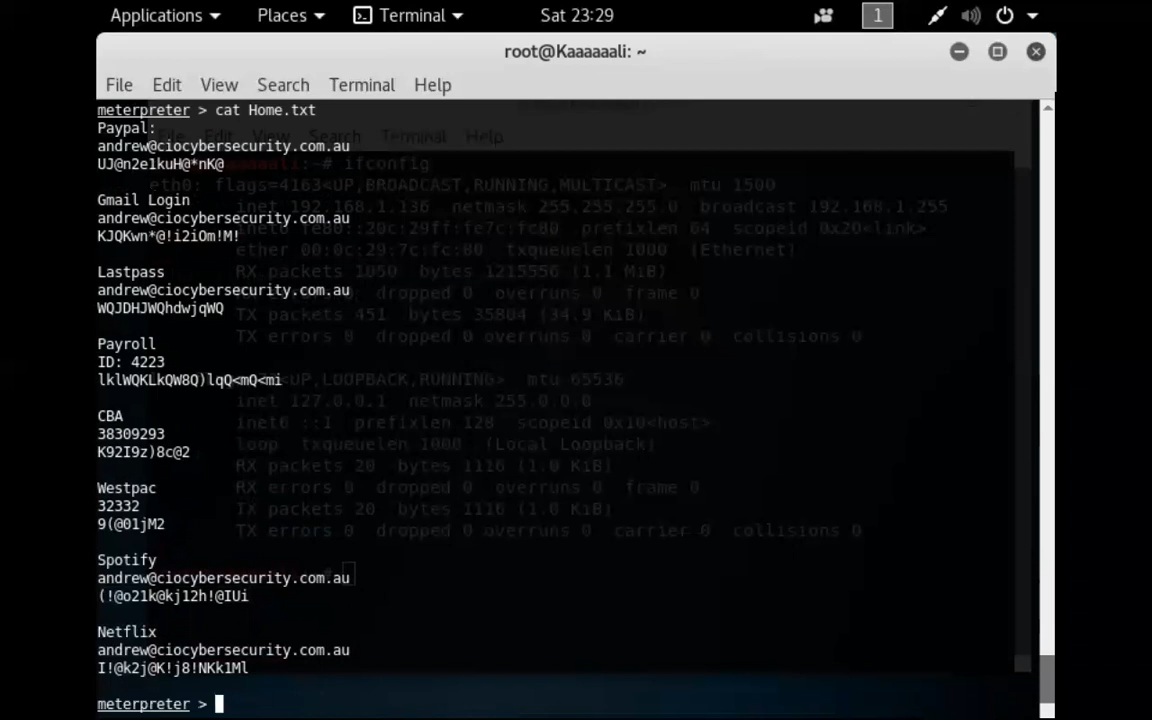 Applications Places Terminal Sat 23:29 1
root@Kaaaaaali: ~
File Edit View Search Terminal Help
meterpreter > cat Home.txt
Paypal:
andrew@ciocybersecurity.com.au
UJ@n2e1kuH@*nK@
Gmail Login
andrew@ciocybersecurity.com.au
KJQKwn*@!i2iOm!M!
Lastpass
andrew@ciocybersecurity.com.au
WQJDHJWQhdwjqWQ
Payroll
ID: 4223
lklWQKLkQW8Q)lqQ<mQ<mi
CBA
38309293
K92I9z)8c@2
Westpac
32332
9(@01jM2
Spotify
andrew@ciocybersecurity.com.au
(!@o21k@kj12h!@IUi
Netflix
andrew@ciocybersecurity.com.au
I!@k2j@K!j8!NKk1Ml
meterpreter >
File Edit View Search Terminal Help
:~# ifconfig
eth0: flags=4163<UP,BROADCAST,RUNNING,MULTICAST> mtu 1500
inet 192.168.1.136 netmask 255.255.255.0 broadcast 192.168.1.255
inet6 fe80::20c:29ff:fe7c:fc80 prefixlen 64 scopeid 0x20<link>
ether 00:0c:29:7c:fc:80 txqueuelen 1000 (Ethernet)
RX packets 1050 bytes 1215556 (1.1 MiB)
dropped 0 overruns 0 frame 0
TX packets 451 bytes 35804 (34.9 KiB)
TX errors 0 dropped 0 overruns 0 carrier 0 collisions 0
<UP,LOOPBACK,RUNNING> mtu 65536
inet 127.0.0.1 netmask 255.0.0.0
inet6 ::1 prefixlen 128 scopeid 0x10<host>
loop txqueuelen 1000 (Local Loopback)
RX packets 20 bytes 1116 (1.0 KiB)
RX errors 0 dropped 0 overruns 0 frame 0
TX packets 20 bytes 1116 (1.0 KiB)
TX errors 0 dropped 0 overruns 0 carrier 0 collisions 0